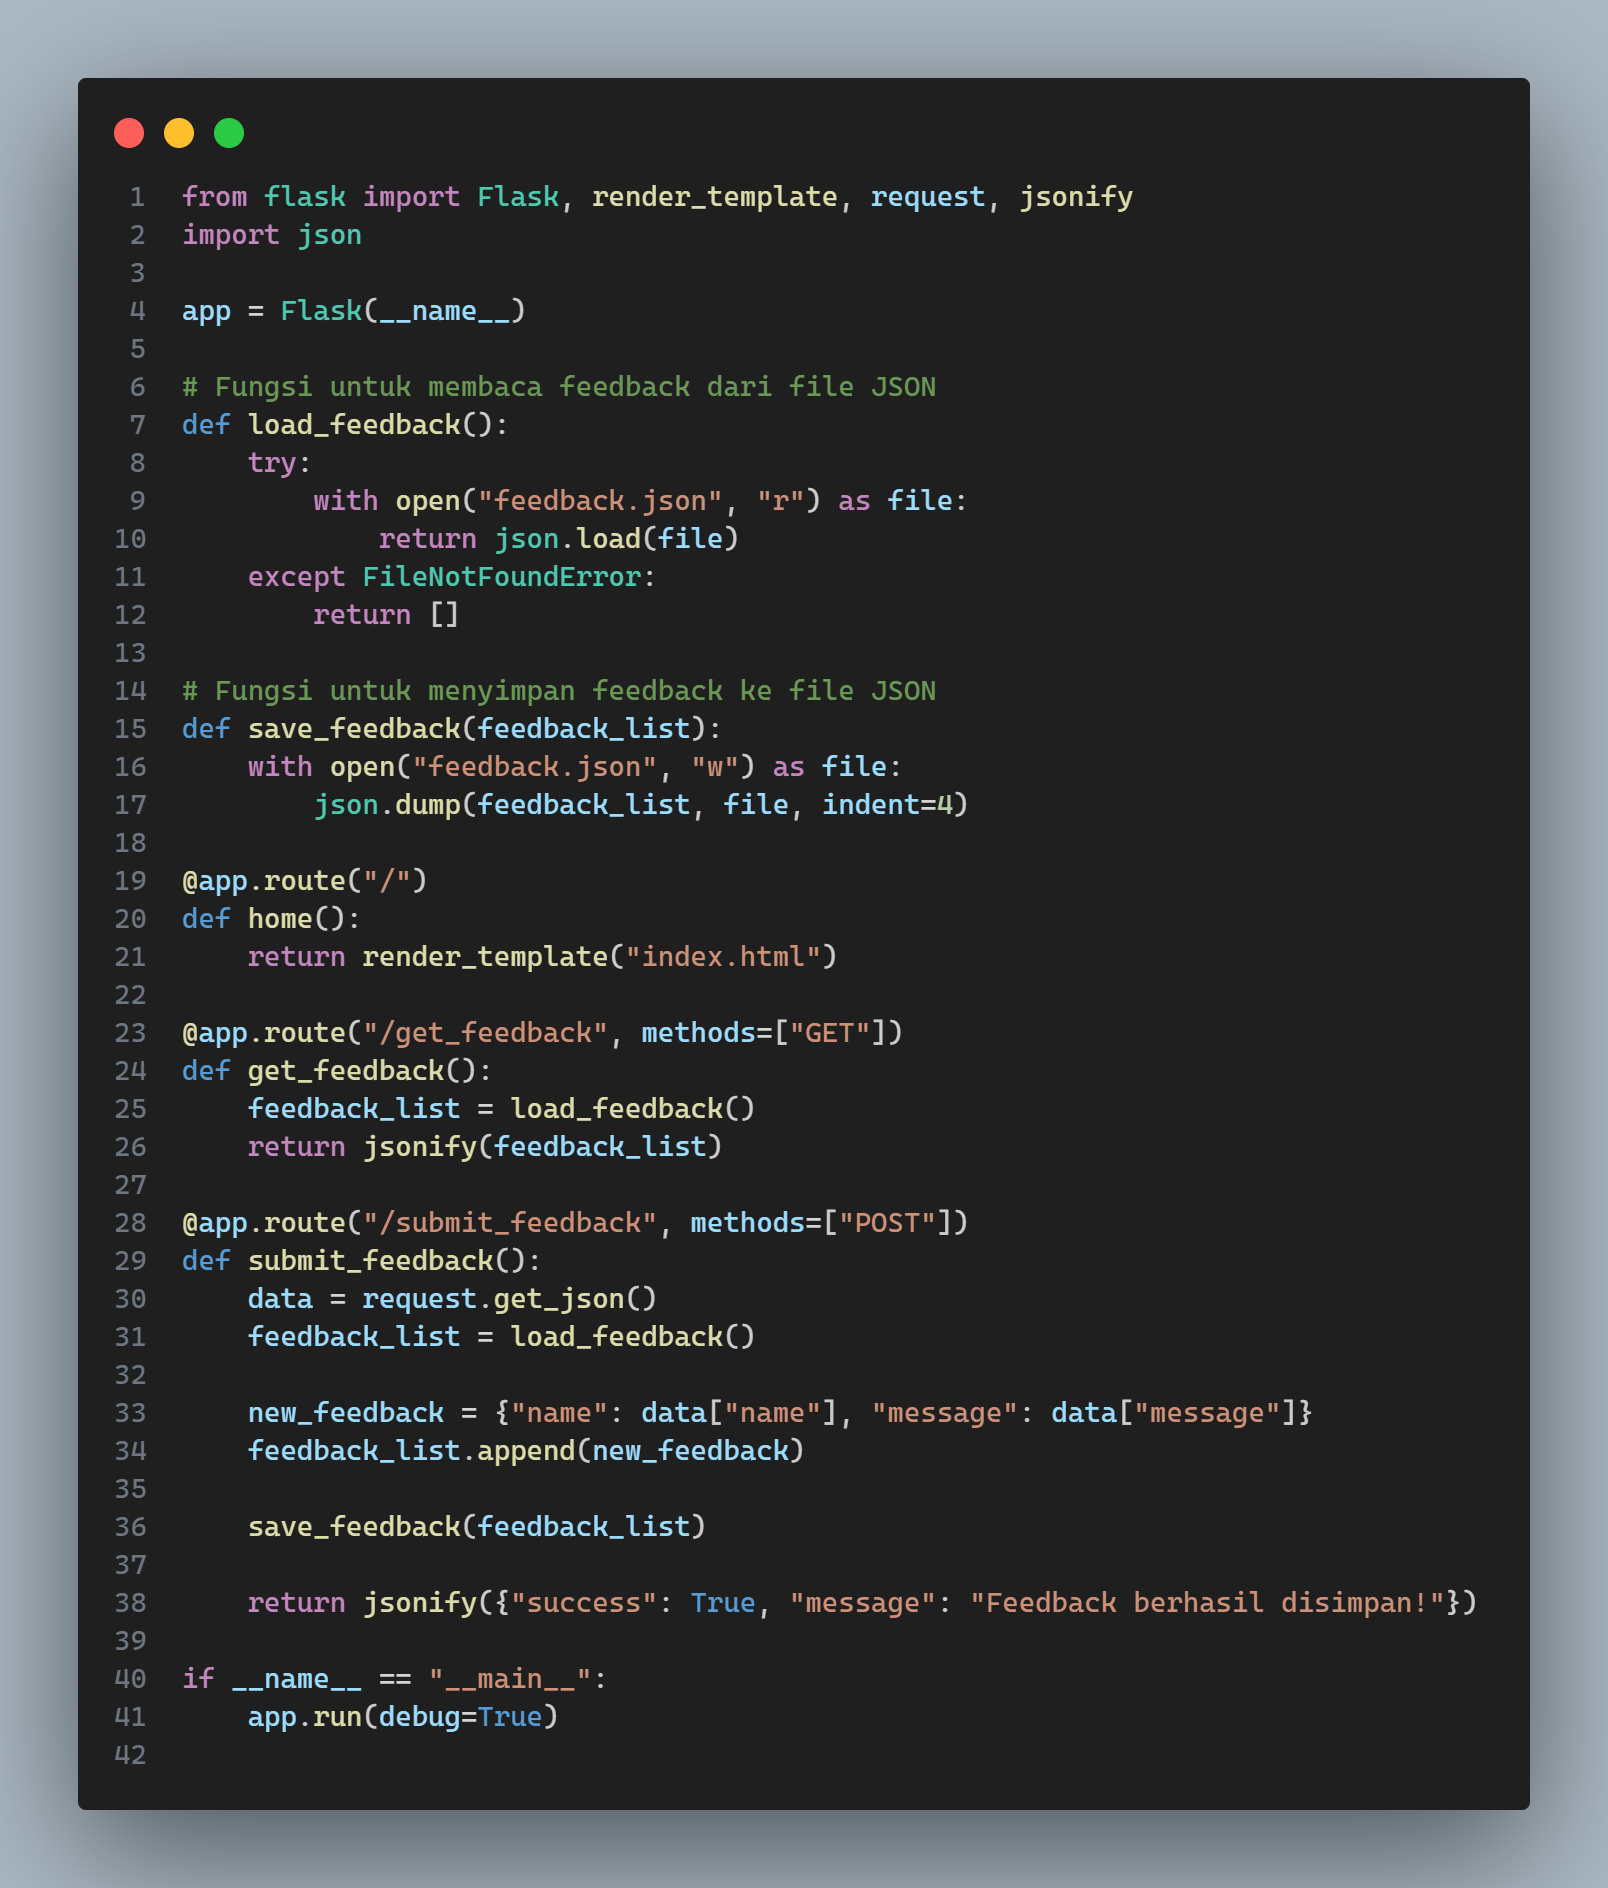 1 from flask import Flask, render_template, request, jsonify
2 import json
3
4 app = Flask(__name__)
5
6 # Fungsi untuk membaca feedback dari file JSON
7 def load_feedback():
8     try:
9         with open("feedback.json", "r") as file:
10             return json.load(file)
11     except FileNotFoundError:
12         return []
13
14 # Fungsi untuk menyimpan feedback ke file JSON
15 def save_feedback(feedback_list):
16     with open("feedback.json", "w") as file:
17         json.dump(feedback_list, file, indent=4)
18
19 @app.route("/")
20 def home():
21     return render_template("index.html")
22
23 @app.route("/get_feedback", methods=["GET"])
24 def get_feedback():
25     feedback_list = load_feedback()
26     return jsonify(feedback_list)
27
28 @app.route("/submit_feedback", methods=["POST"])
29 def submit_feedback():
30     data = request.get_json()
31     feedback_list = load_feedback()
32
33     new_feedback = {"name": data["name"], "message": data["message"]}
34     feedback_list.append(new_feedback)
35
36     save_feedback(feedback_list)
37
38     return jsonify({"success": True, "message": "Feedback berhasil disimpan!"})
39
40 if __name__ == "__main__":
41     app.run(debug=True)
42